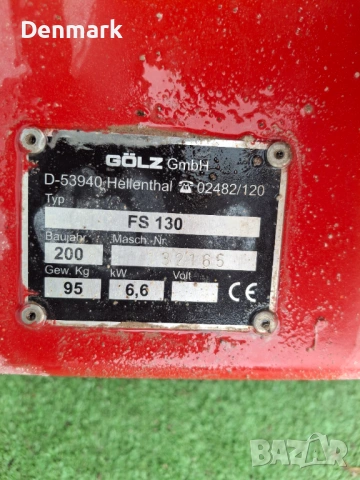 Denmark
GÖLZ GmbH
D-53940 Hellenthal ☎ 02482/120
Typ
FS 130
Baujahr Masch.-Nr.
200
Gew. Kg kW Volt
95 6,6 CE
bazar.bg